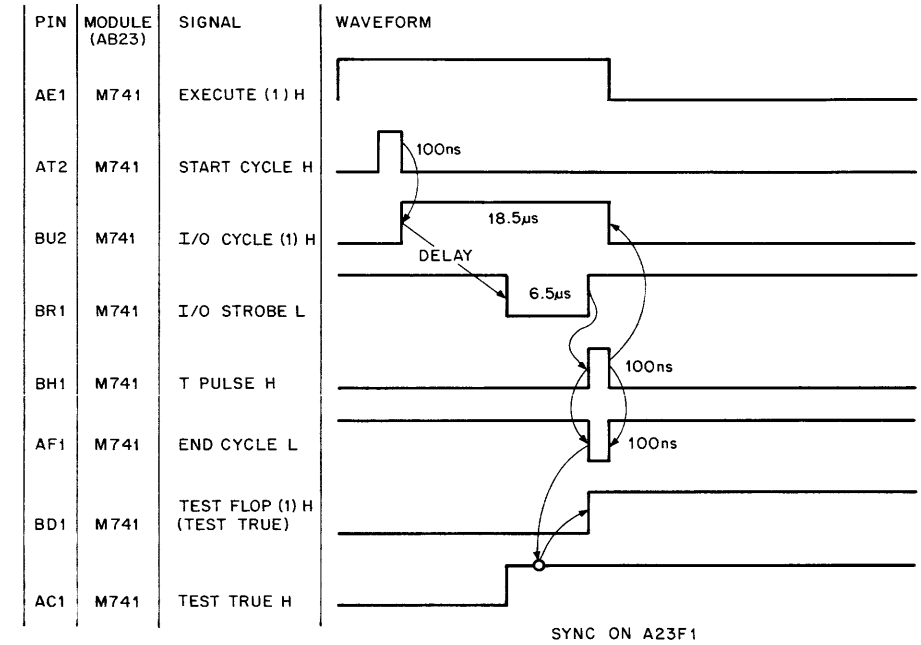 PIN MODULE (AB23) SIGNAL WAVEFORM
AE1 M741 EXECUTE (1) H
100ns
AT2 M741 START CYCLE H
18.5µs
BU2 M741 I/O CYCLE (1) H
DELAY
6.5µs
BR1 M741 I/O STROBE L
100ns
BH1 M741 T PULSE H
AF1 M741 END CYCLE L
100ns
BD1 M741 TEST FLOP (1) H (TEST TRUE)
AC1 M741 TEST TRUE H
SYNC ON A23F1